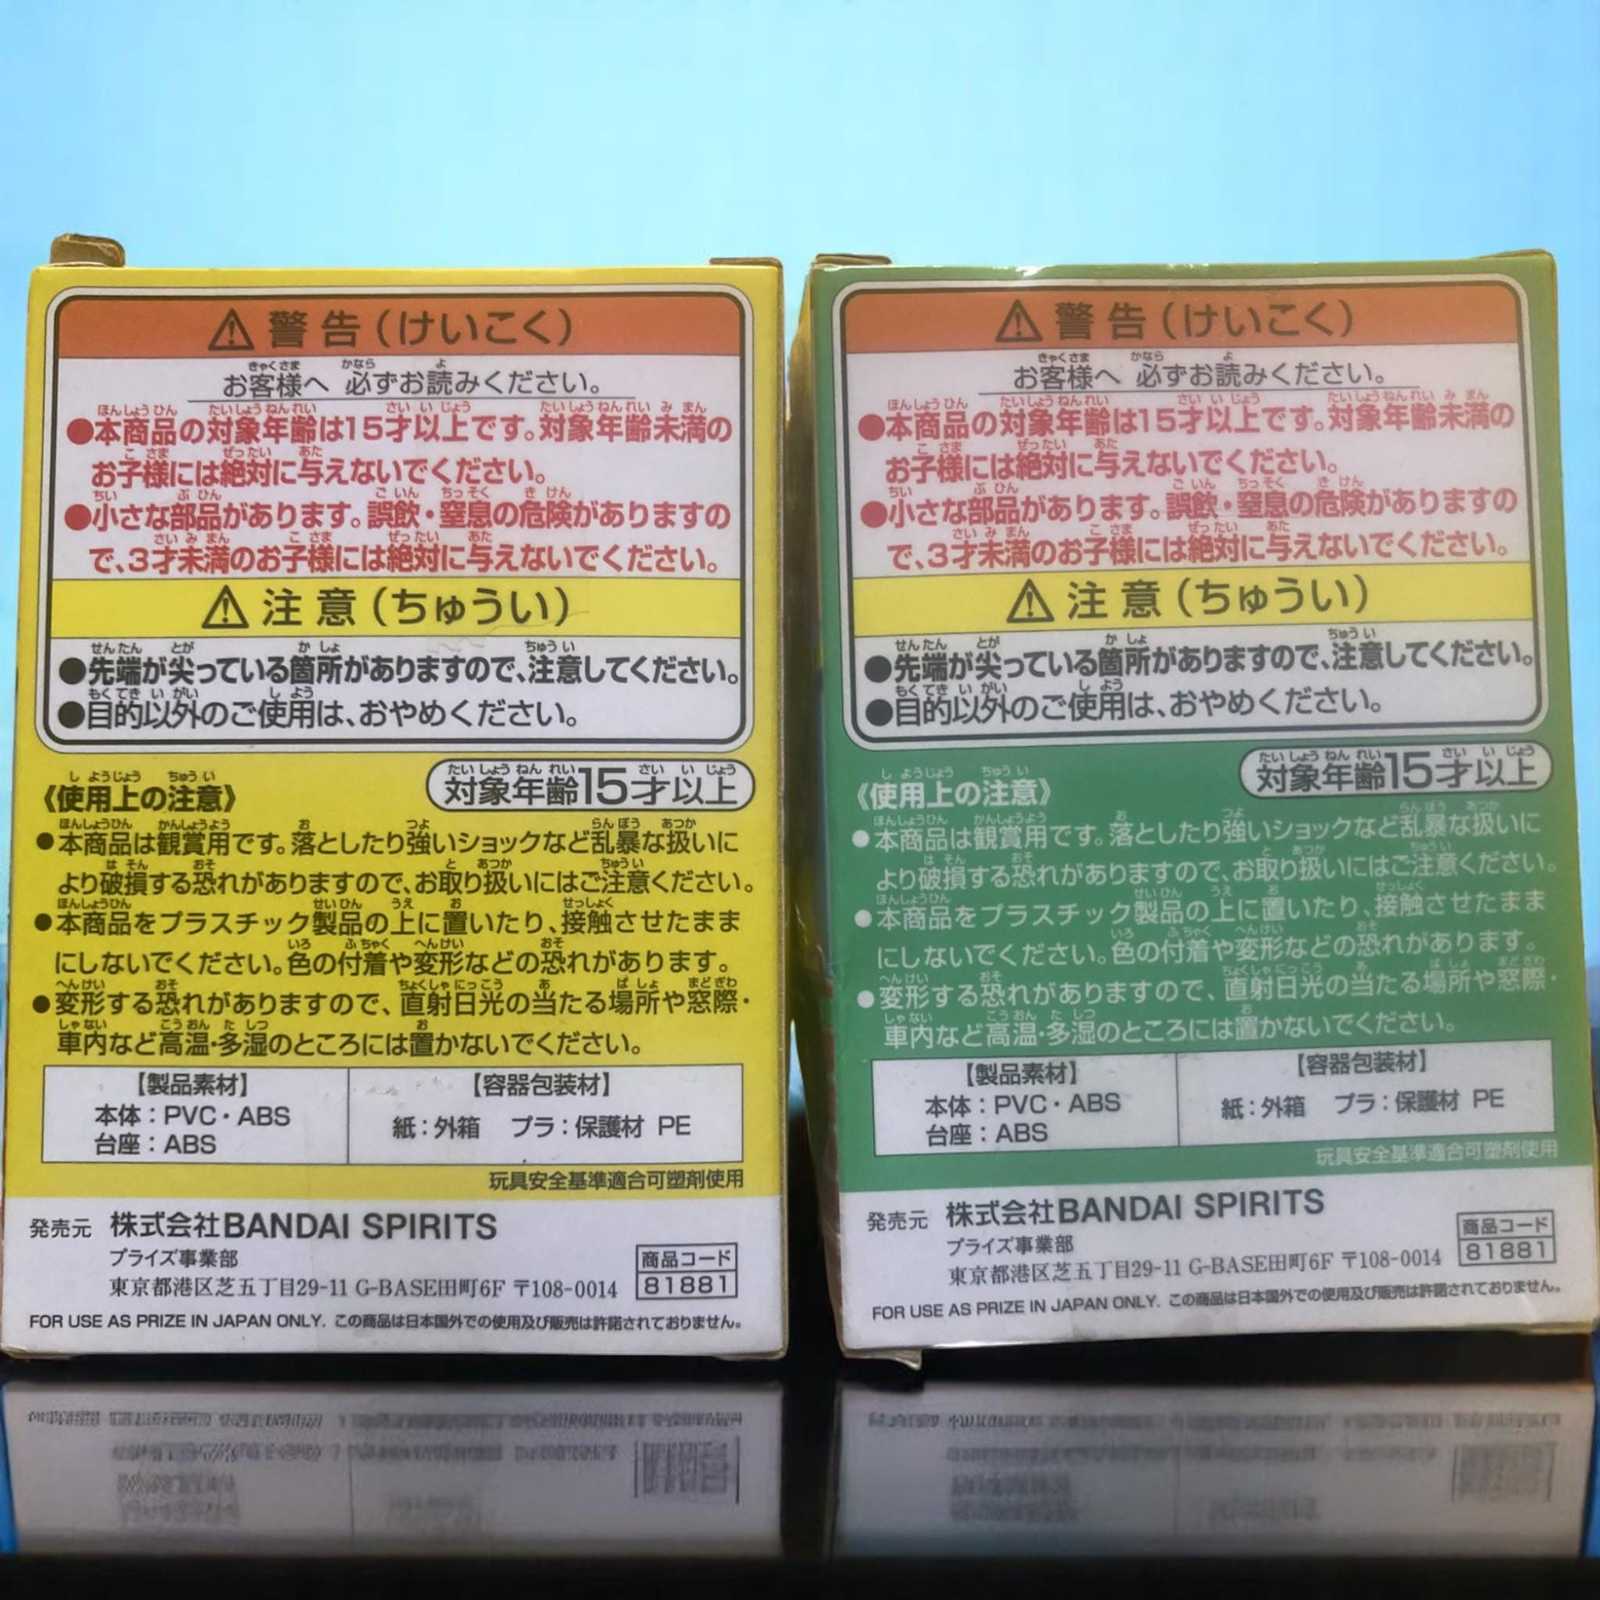 ⚠警告(けいこく)
お客様へ 必ずお読みください。
●本商品の対象年齢は15才以上です。対象年齢未満の
お子様には絶対に与えないでください。
●小さな部品があります。誤飲・窒息の危険がありますの
で、3才未満のお子様には絶対に与えないでください。
⚠注意(ちゅうい)
●先端が尖っている箇所がありますので、注意してください。
●目的以外のご使用は、おやめください。
《使用上の注意》
対象年齢15才以上
●本商品は観賞用です。落としたり強いショックなど乱暴な扱いに
より破損する恐れがありますので、お取り扱いにはご注意ください。
●本商品をプラスチック製品の上に置いたり、接触させたまま
にしないでください。色の付着や変形などの恐れがあります。
●変形する恐れがありますので、直射日光の当たる場所や窓際・
車内など高温・多湿のところには置かないでください。
【製品素材】
本体:PVC・ABS
台座:ABS
【容器包装材】
紙:外箱 プラ:保護材 PE
玩具安全基準適合可塑剤使用
発売元 株式会社BANDAI SPIRITS
プライズ事業部
東京都港区芝五丁目29-11 G-BASE田町6F 〒108-0014
商品コード
81881
FOR USE AS PRIZE IN JAPAN ONLY. この商品は日本国外での使用及び販売は許諾されておりません。
⚠警告(けいこく)
お客様へ 必ずお読みください。
●本商品の対象年齢は15才以上です。対象年齢未満の
お子様には絶対に与えないでください。
●小さな部品があります。誤飲・窒息の危険がありますの
で、3才未満のお子様には絶対に与えないでください。
⚠注意(ちゅうい)
●先端が尖っている箇所がありますので、注意してください。
●目的以外のご使用は、おやめください。
《使用上の注意》
対象年齢15才以上
●本商品は観賞用です。落としたり強いショックなど乱暴な扱いに
より破損する恐れがありますので、お取り扱いにはご注意ください。
●本商品をプラスチック製品の上に置いたり、接触させたまま
にしないでください。色の付着や変形などの恐れがあります。
●変形する恐れがありますので、直射日光の当たる場所や窓際・
車内など高温・多湿のところには置かないでください。
【製品素材】
本体:PVC・ABS
台座:ABS
【容器包装材】
紙:外箱 プラ:保護材 PE
玩具安全基準適合可塑剤使用
発売元 株式会社BANDAI SPIRITS
プライズ事業部
東京都港区芝五丁目29-11 G-BASE田町6F 〒108-0014
商品コード
81881
FOR USE AS PRIZE IN JAPAN ONLY. この商品は日本国外での使用及び販売は許諾されておりません。